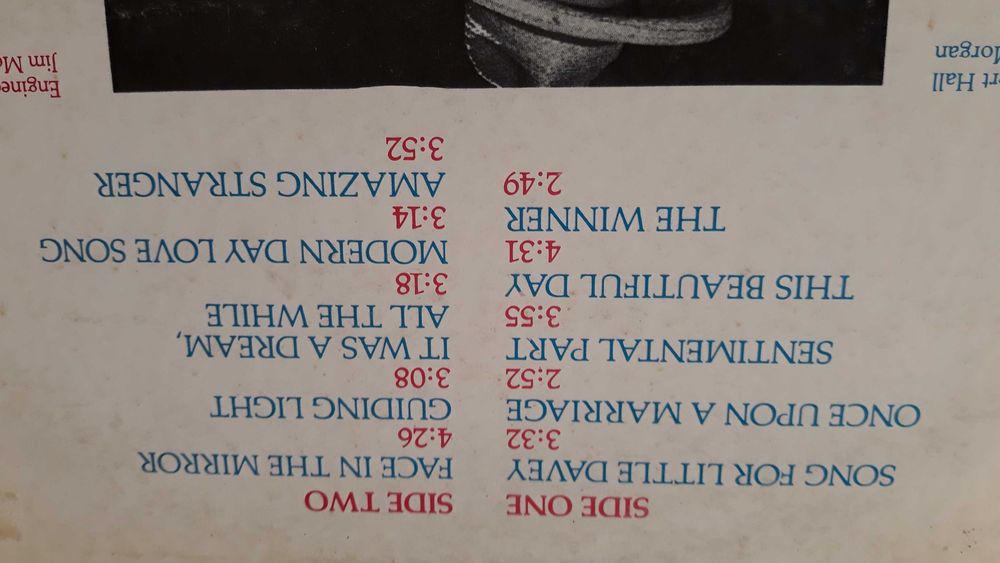 SIDE ONE
SONG FOR LITTLE DAVEY
3:32
ONCE UPON A MARRIAGE
2:52
SENTIMENTAL PART
3:55
THIS BEAUTIFUL DAY
4:31
THE WINNER
2:49
SIDE TWO
FACE IN THE MIRROR
4:26
GUIDING LIGHT
3:08
IT WAS A DREAM,
ALL THE WHILE
3:18
MODERN DAY LOVE SONG
3:14
AMAZING STRANGER
3:52
Hall
Morgan
Jim